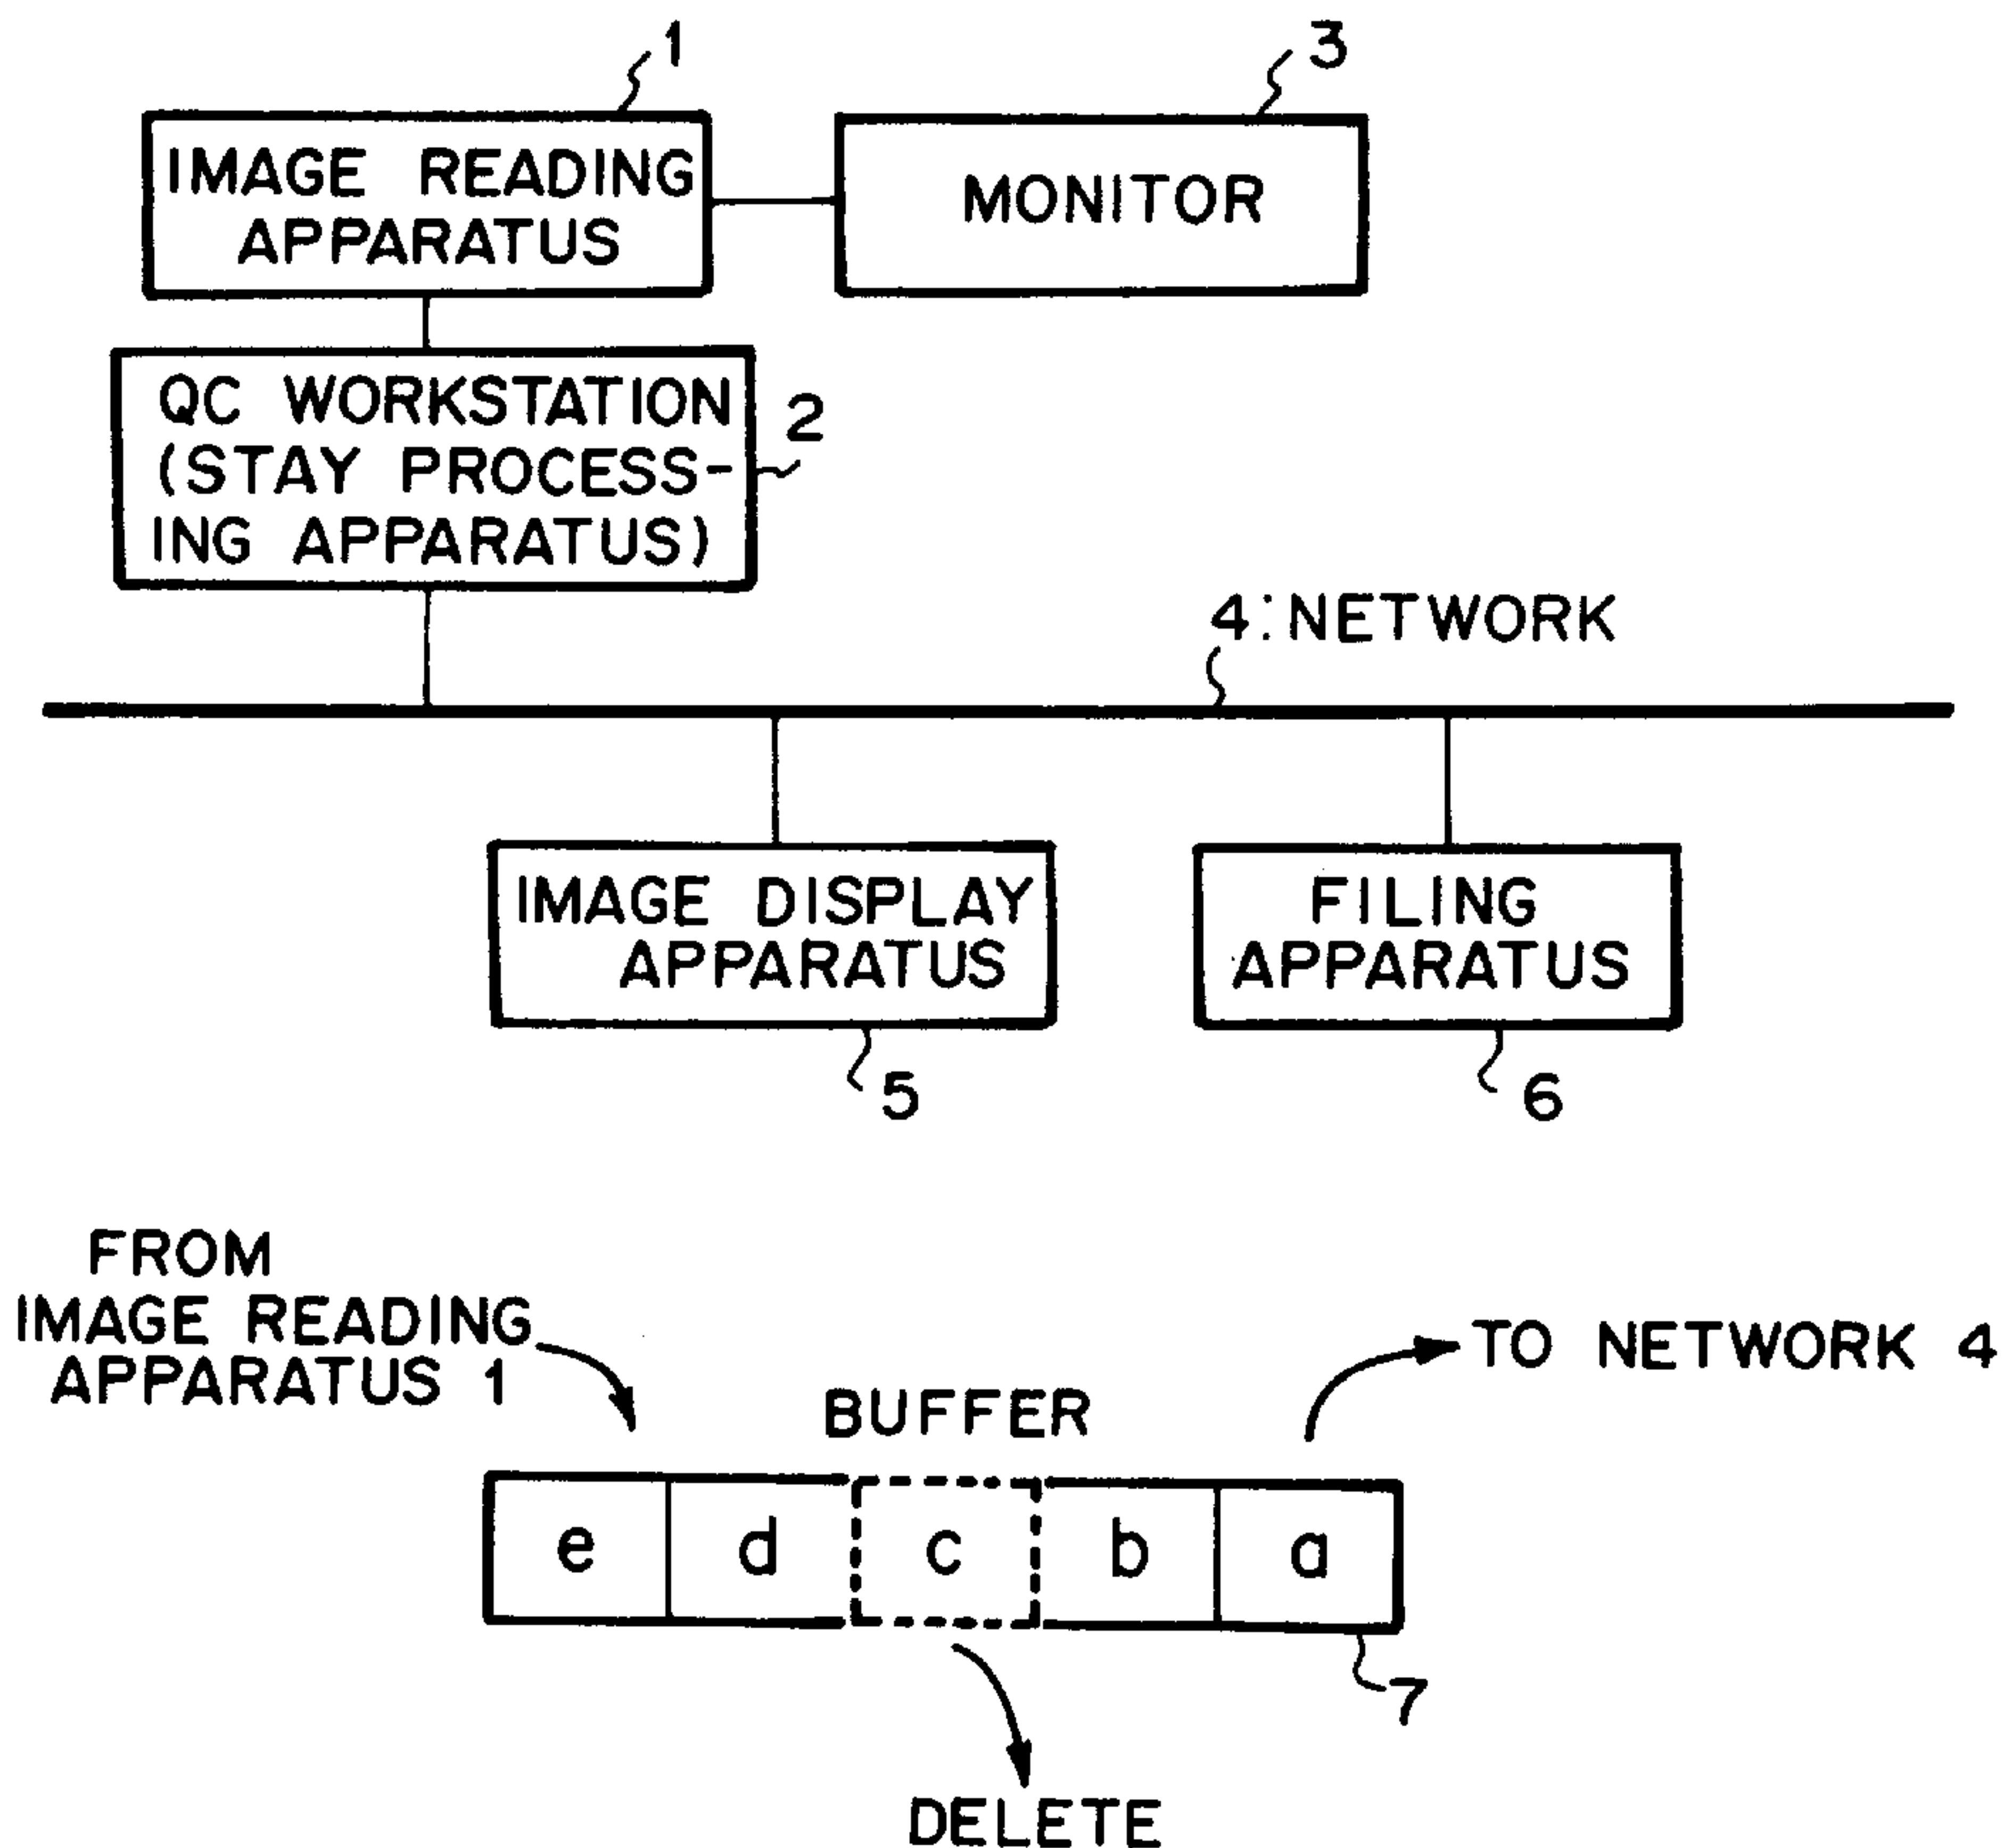 1
3
IMAGE READING
APPARATUS
MONITOR
QC WORKSTATION
(STAY PROCESS-
ING APPARATUS)
2
4:NETWORK
IMAGE DISPLAY
APPARATUS
FILING
APPARATUS
5
6
FROM
IMAGE READING
APPARATUS 1
TO NETWORK 4
BUFFER
e d c b a
7
DELETE